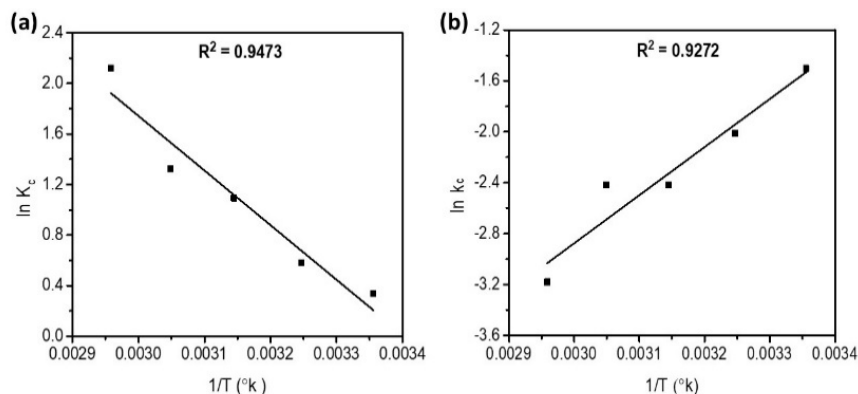 (a)
R² = 0.9473
2.4
2.0
1.6
1.2
0.8
0.4
0.0
ln K_c
0.0029 0.0030 0.0031 0.0032 0.0033 0.0034
1/T (°k )
(b)
R² = 0.9272
-1.2
-1.6
-2.0
-2.4
-2.8
-3.2
-3.6
ln k_c
0.0029 0.0030 0.0031 0.0032 0.0033 0.0034
1/T (°k)